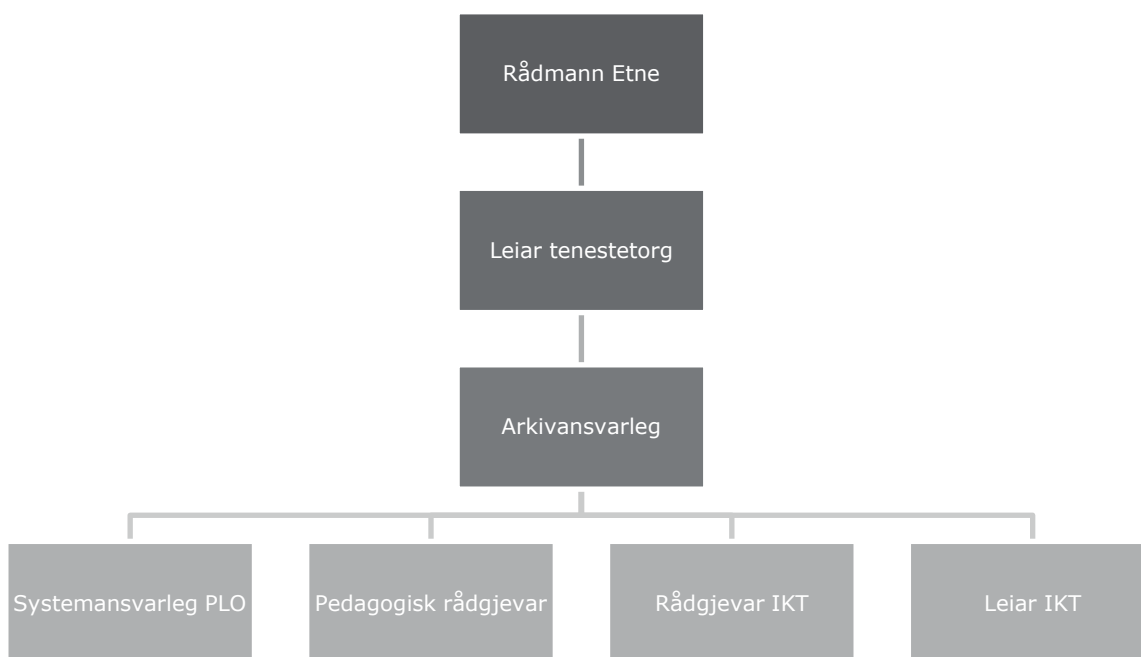 Rådmann Etne
Leiar tenestetorg
Arkivansvarleg
Systemansvarleg PLO
Pedagogisk rådgjevar
Rådgjevar IKT
Leiar IKT